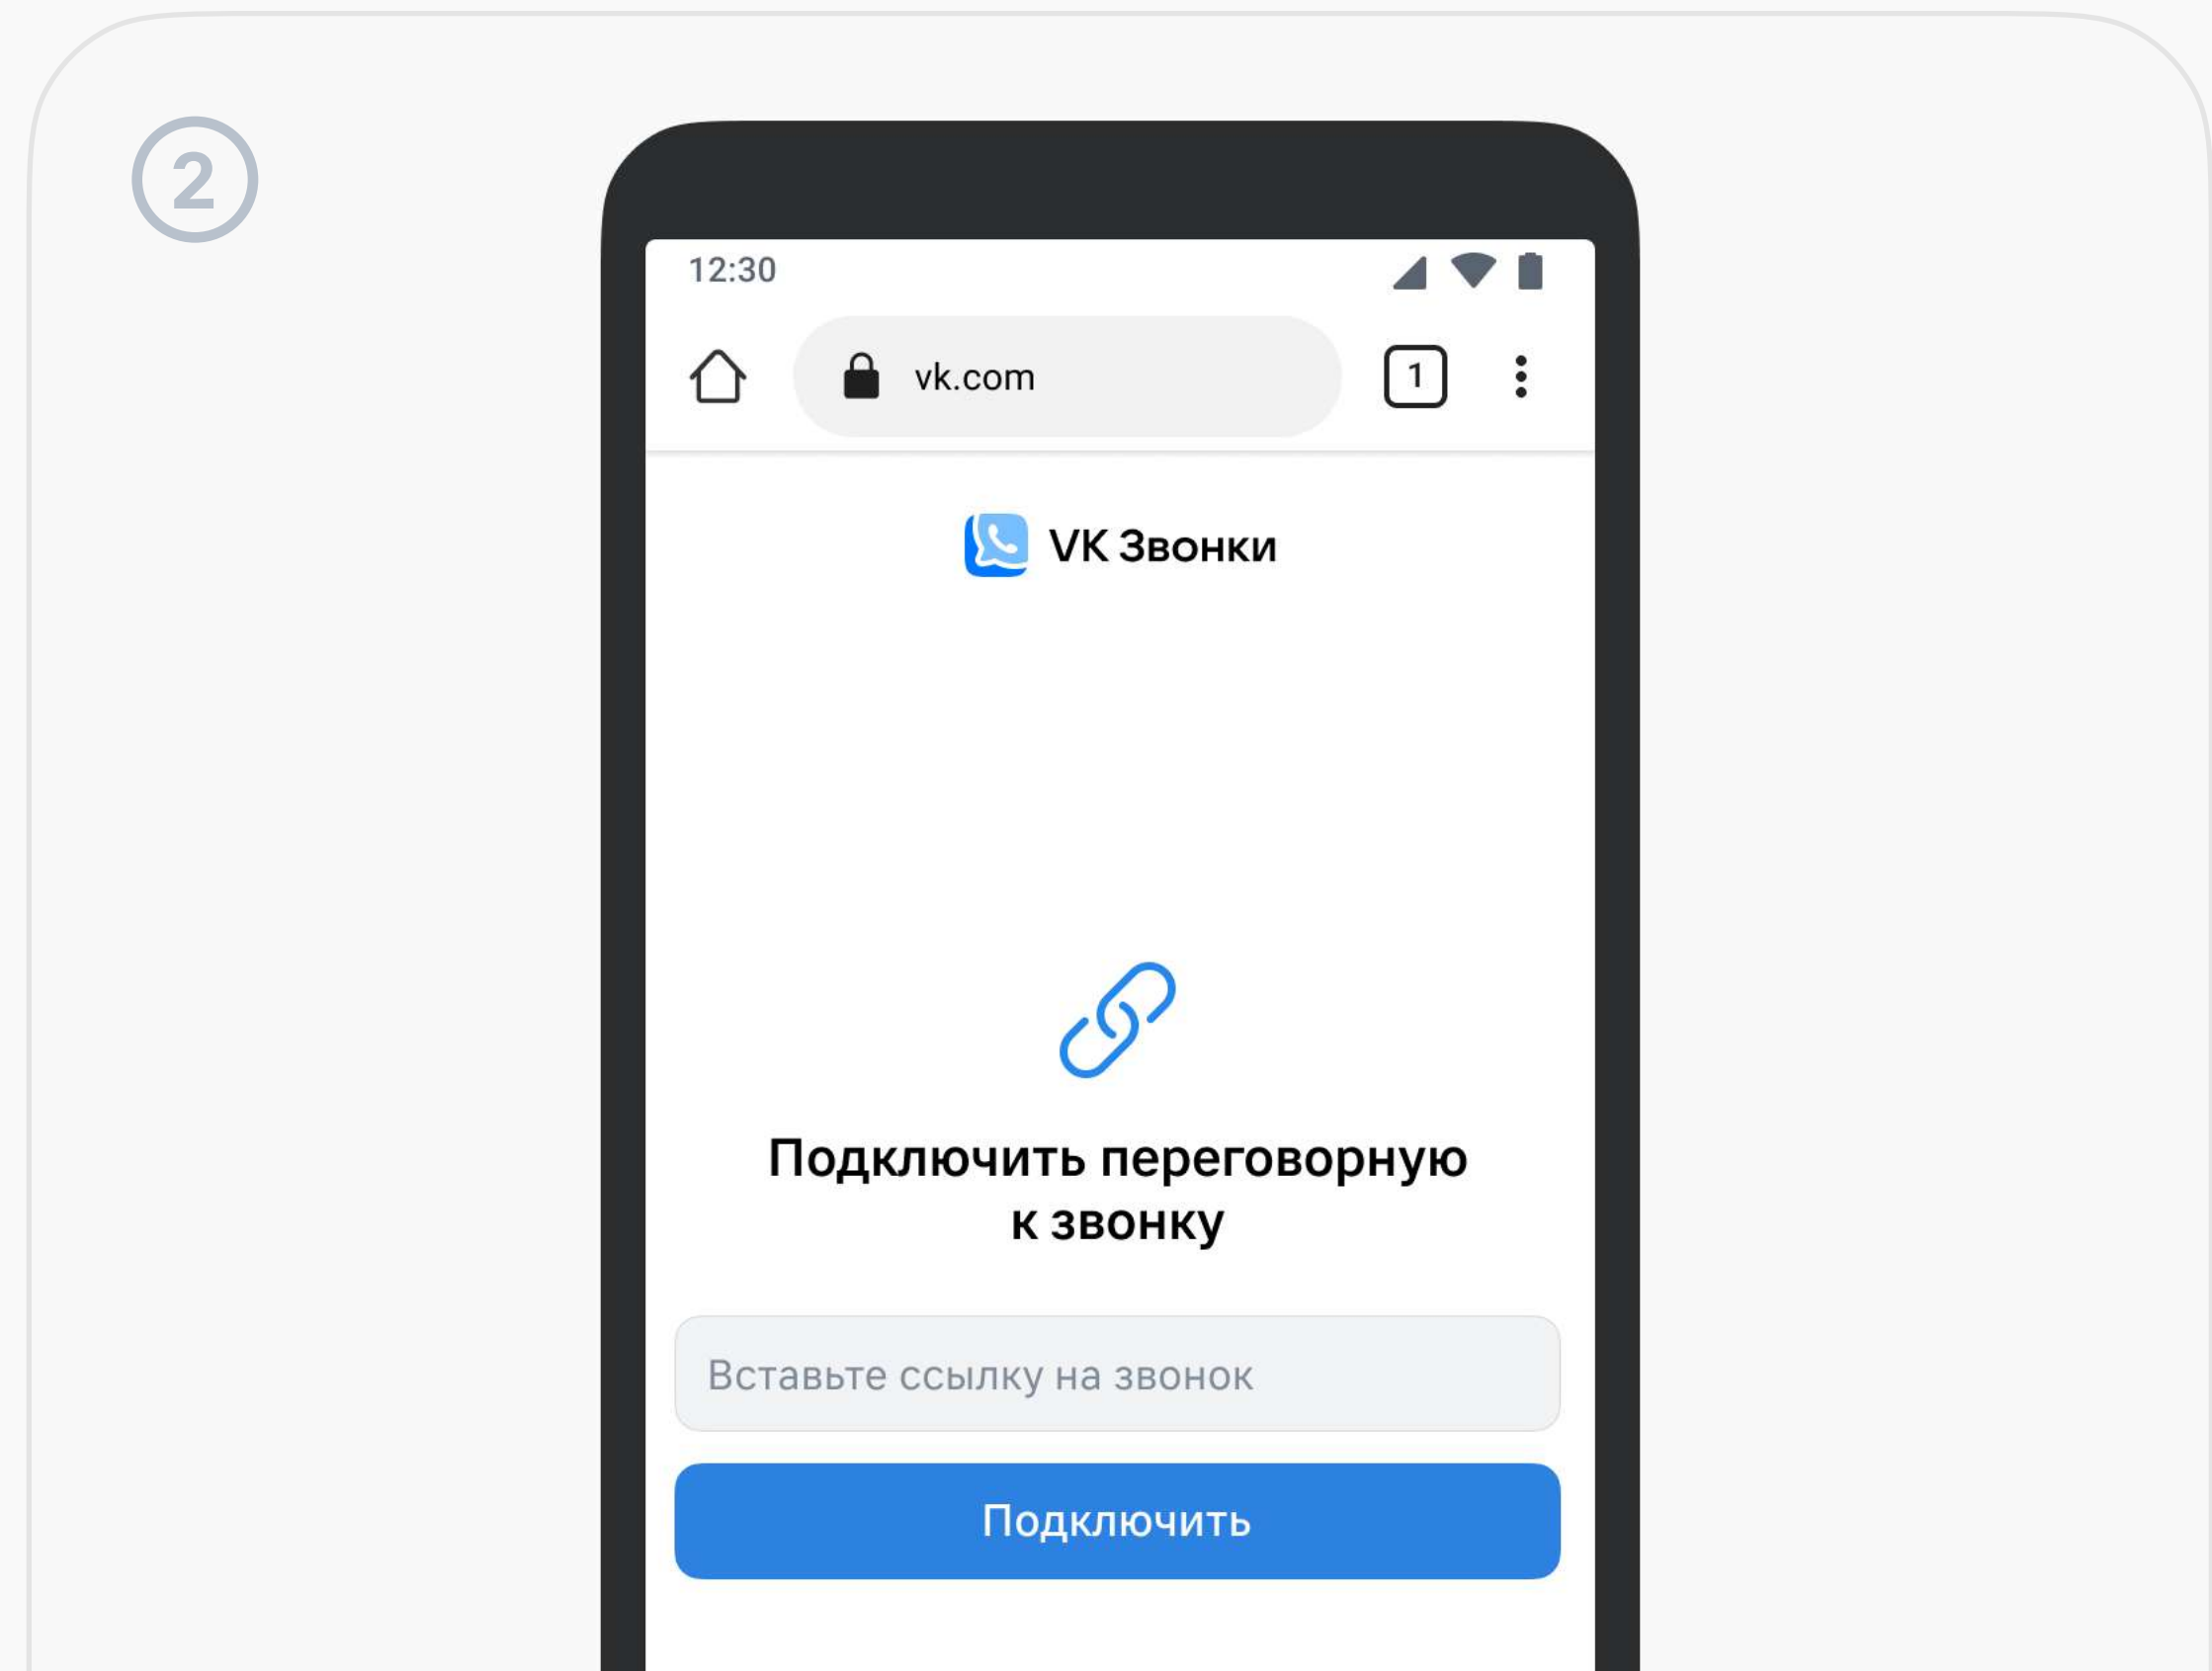 2
12:30
vk.com
1
VK Звонки
Подключить переговорную
к звонку
Вставьте ссылку на звонок
Подключить